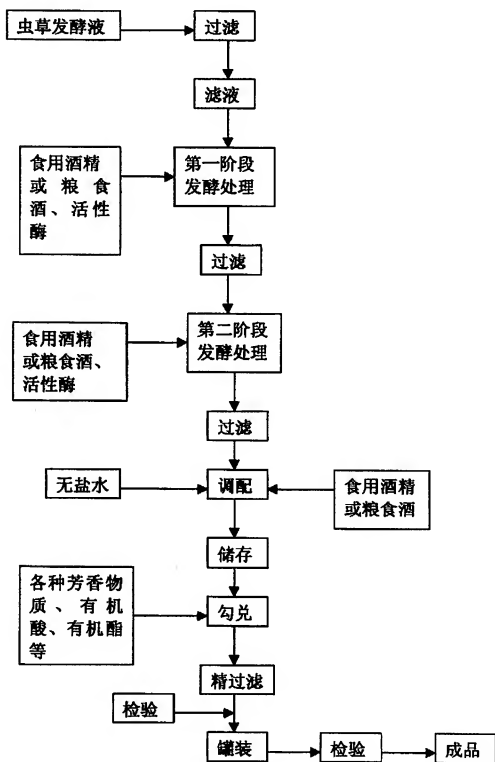 虫草发酵液
过滤
滤液
食用酒精
或粮食
酒、活性
酶
第一阶段
发酵处理
过滤
食用酒精
或粮食酒、
活性酶
第二阶段
发酵处理
过滤
无盐水
调配
食用酒精
或粮食酒
储存
各种芳香物
质、有机
酸、有机酯
等
勾兑
精过滤
检验
罐装
检验
成品